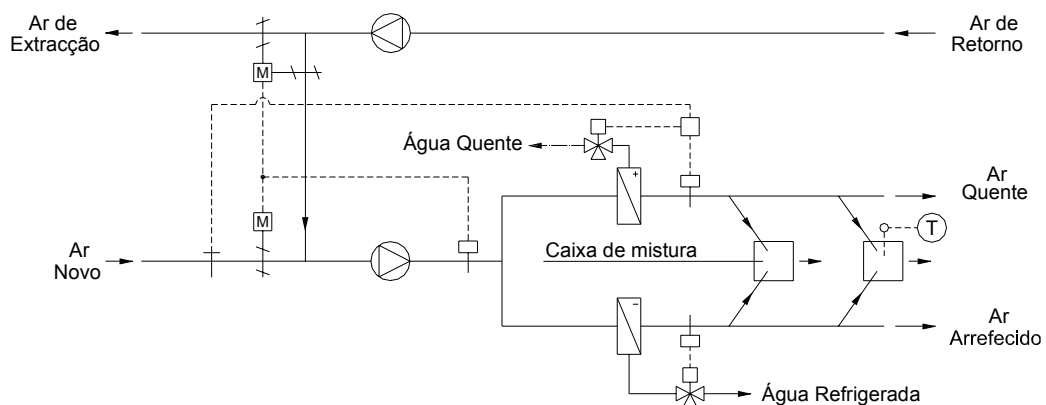 Ar de
Extracção
Ar de
Retorno
M
Água Quente
+
Ar
Quente
M
T
Ar
Novo
Caixa de mistura
−
Ar
Arrefecido
Água Refrigerada